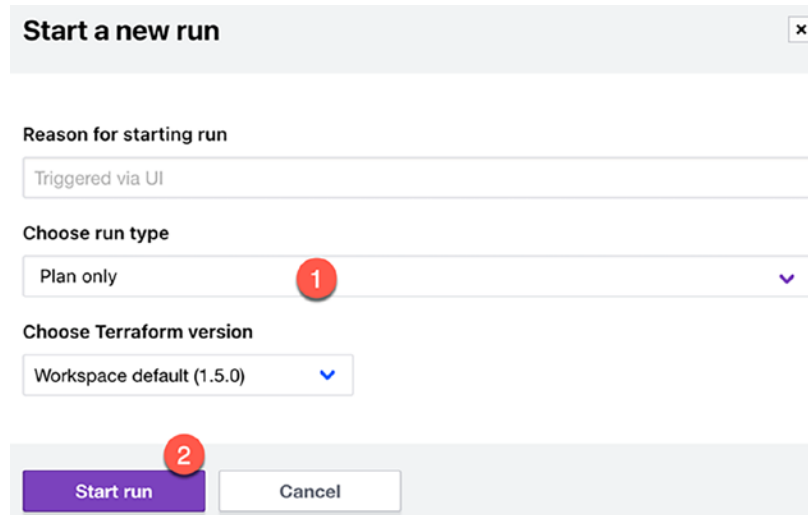 Start a new run
×
Reason for starting run
Triggered via UI
Choose run type
Plan only
1
Choose Terraform version
Workspace default (1.5.0)
2
Start run
Cancel